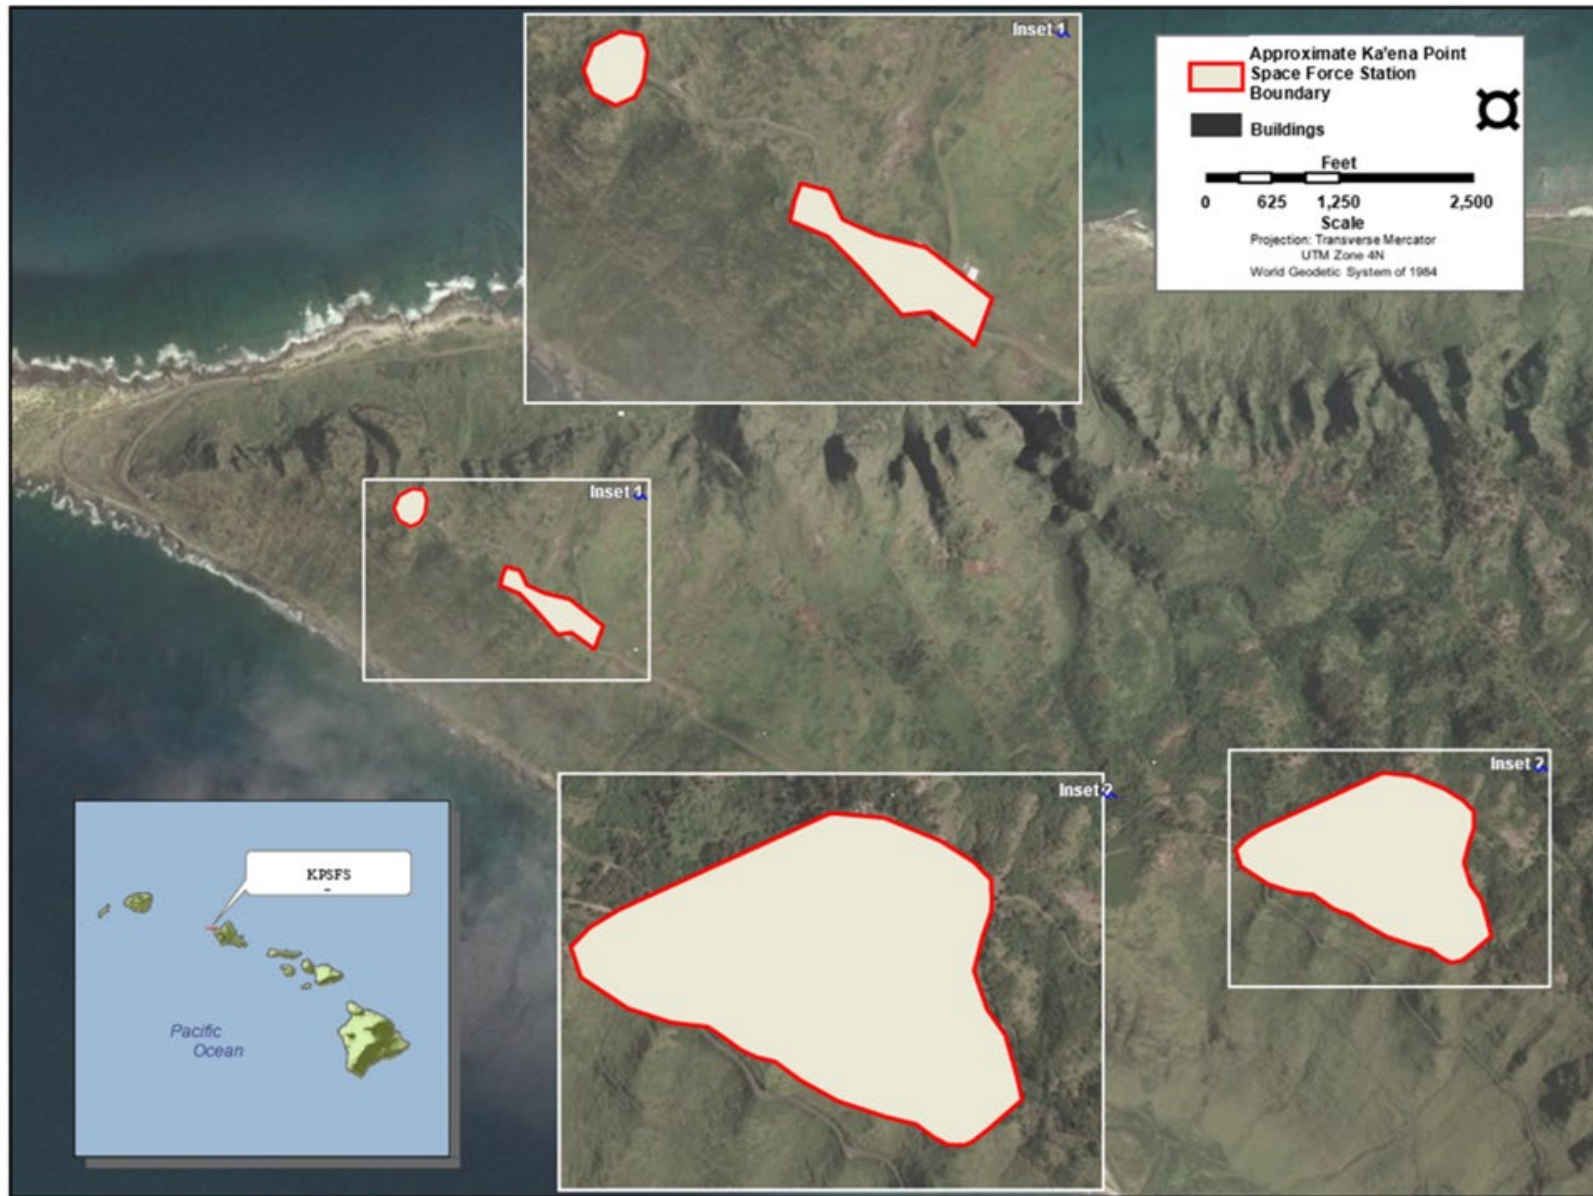 Inset 1
Approximate Ka'ena Point
Space Force Station
Boundary
Buildings
Feet
0 625 1,250 2,500
Scale
Projection: Transverse Mercator
UTM Zone 4N
World Geodetic System of 1984
Inset 1
Inset 2
Inset 2
KPSFS
Pacific
Ocean